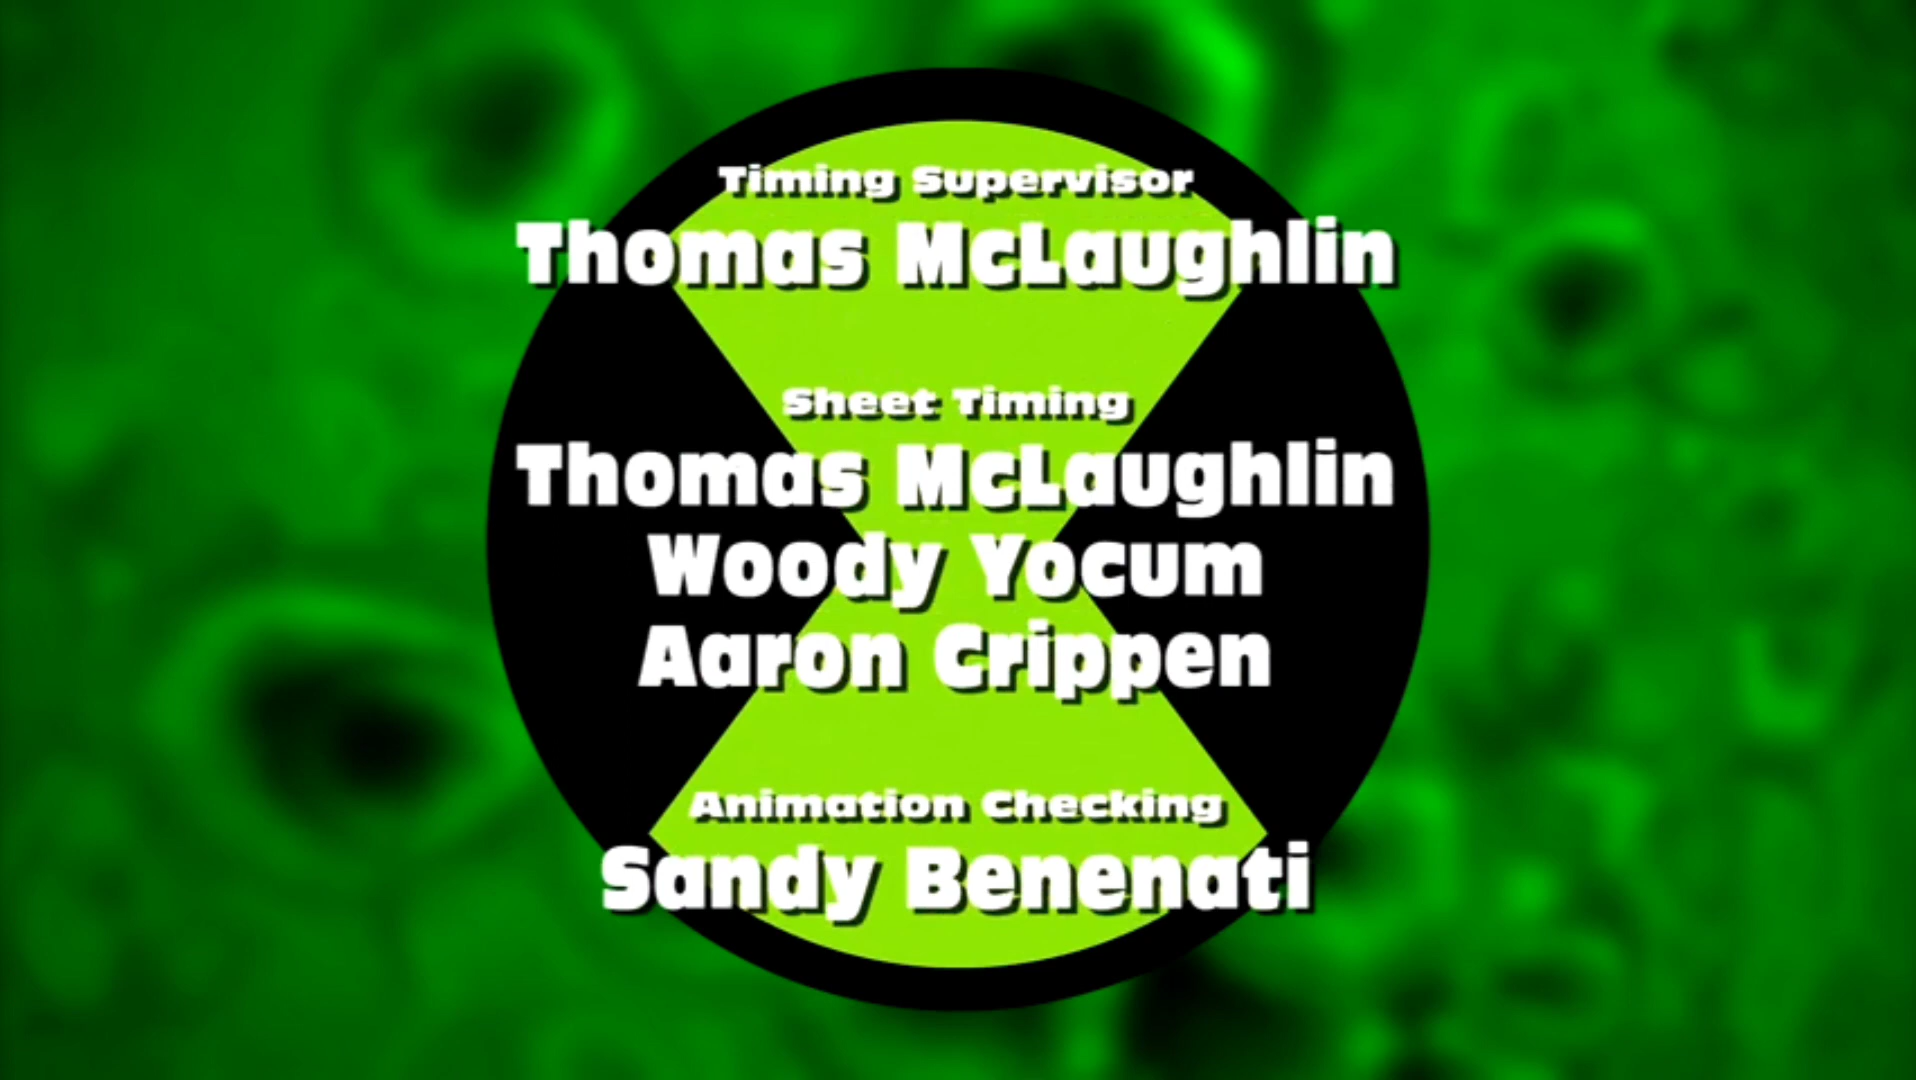 Timing Supervisor
Thomas McLaughlin
Sheet Timing
Thomas McLaughlin
Woody Yocum
Aaron Crippen
Animation Checking
Sandy Benenati